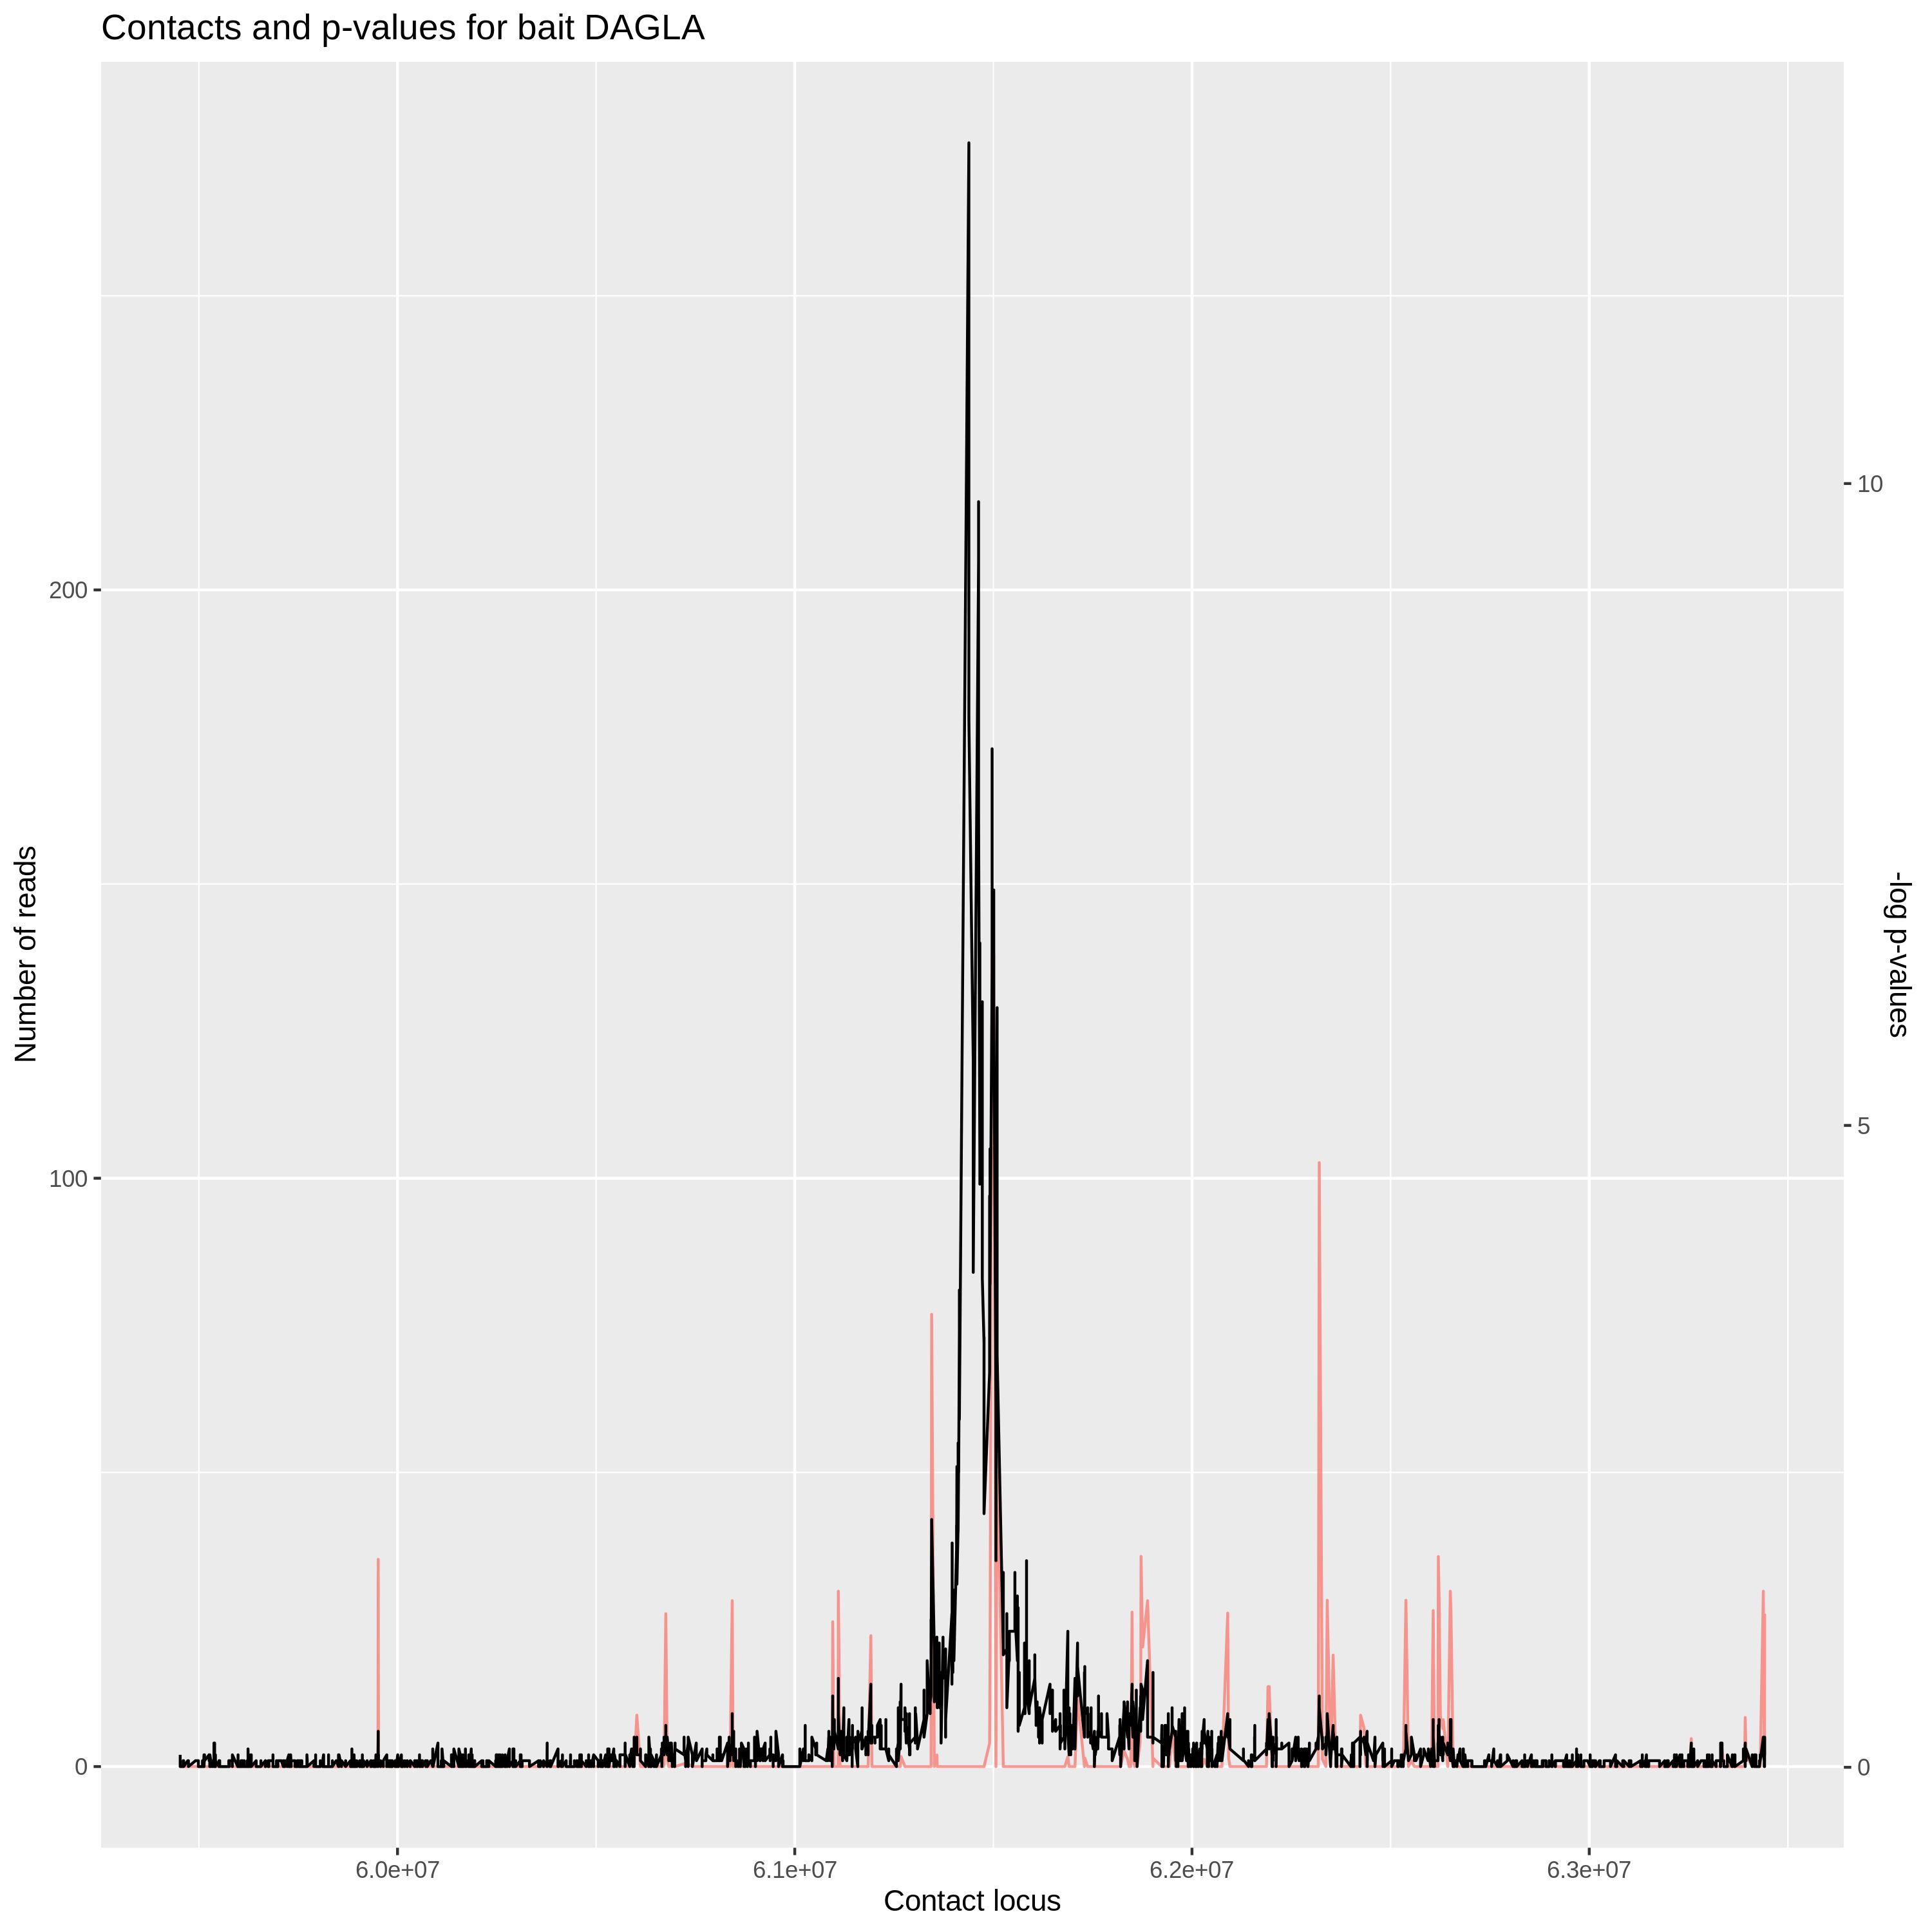 Contacts and p-values for bait DAGLA
Number of reads
200
100
0
10
5
0
-log p-values
6.0e+07
6.1e+07
6.2e+07
6.3e+07
Contact locus